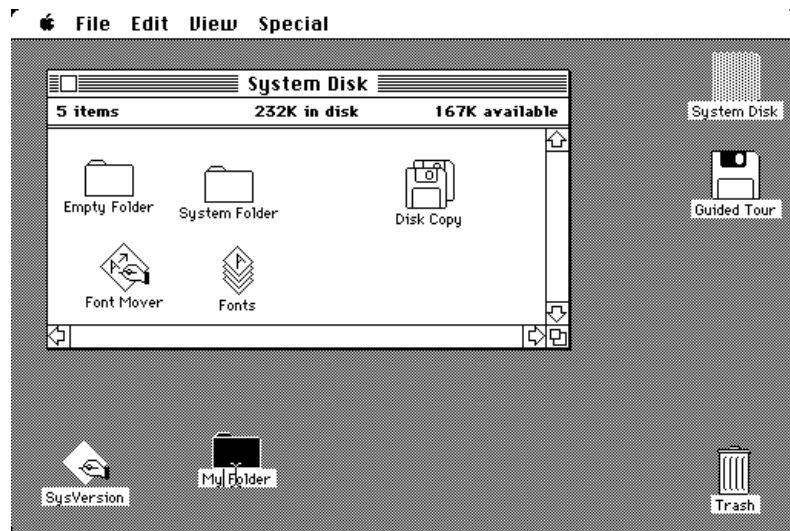 File Edit View Special
System Disk
5 items 232K in disk 167K available
Empty Folder System Folder Disk Copy
Font Mover Fonts
System Disk
Guided Tour
SysVersion
My Folder
Trash